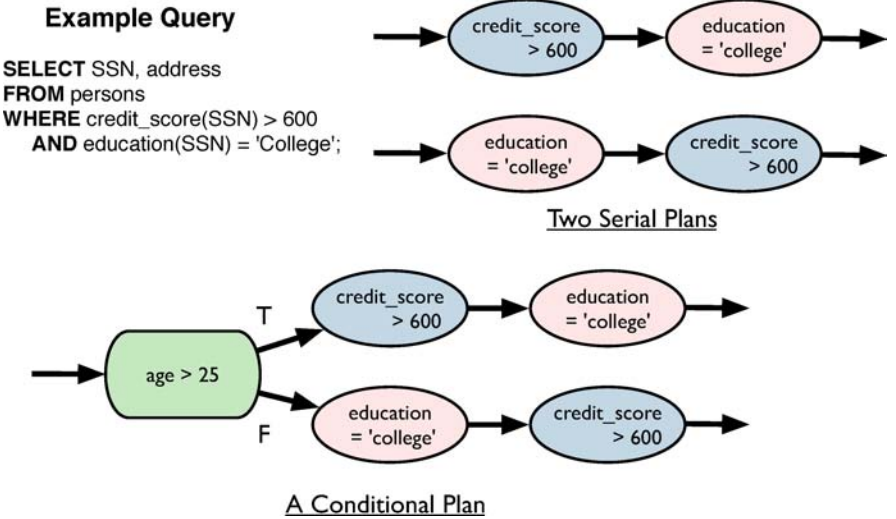 Example Query
SELECT SSN, address
FROM persons
WHERE credit_score(SSN) > 600
AND education(SSN) = 'College';
credit_score
> 600
education
= 'college'
education
= 'college'
credit_score
> 600
Two Serial Plans
age > 25
T
credit_score
> 600
education
= 'college'
F
education
= 'college'
credit_score
> 600
A Conditional Plan